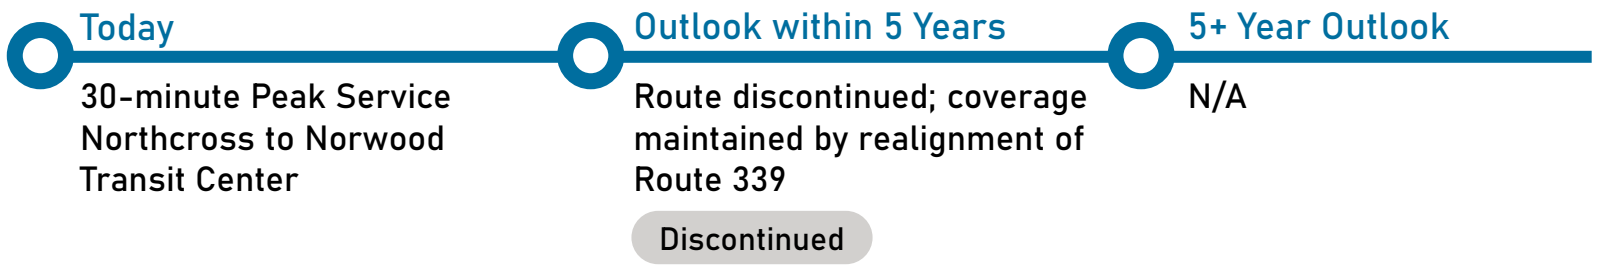 Today
30-minute Peak Service
Northcross to Norwood
Transit Center
Outlook within 5 Years
Route discontinued; coverage
maintained by realignment of
Route 339
Discontinued
5+ Year Outlook
N/A